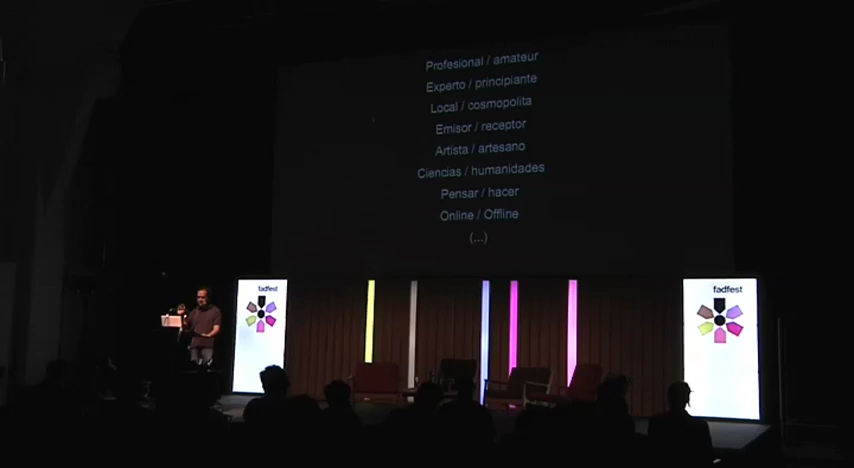 Profesional / amateur
Experto / principiante
Local / cosmopolita
Emisor / receptor
Artista / artesano
Ciencias / humanidades
Pensar / hacer
Online / Offline
(...)
fadfest
fadfest